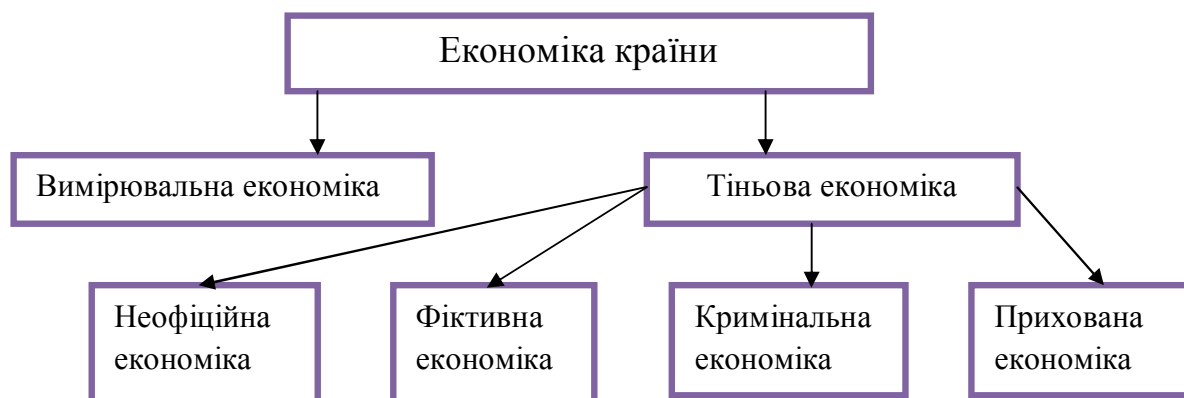 Економіка країни
Вимірювальна економіка
Тіньова економіка
Неофіційна
економіка
Фіктивна
економіка
Кримінальна
економіка
Прихована
економіка